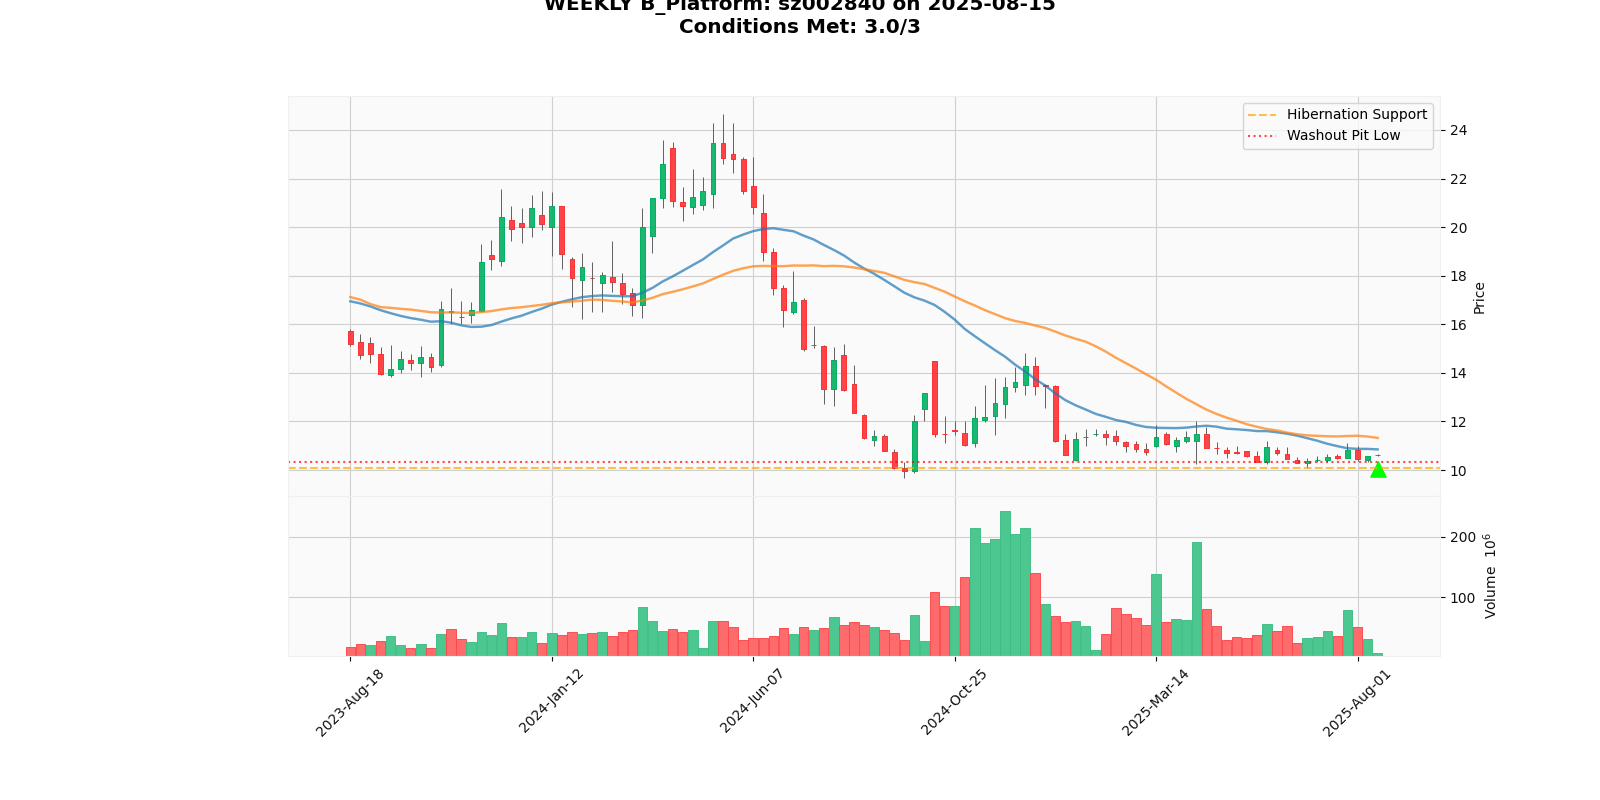 WEEKLY B_Platform: sz002840 on 2025-08-15
Conditions Met: 3.0/3
Hibernation Support
Washout Pit Low
24
22
20
18
16
14
12
10
Price
200
100
Volume 10⁶
2023-Aug-18
2024-Jan-12
2024-Jun-07
2024-Oct-25
2025-Mar-14
2025-Aug-01